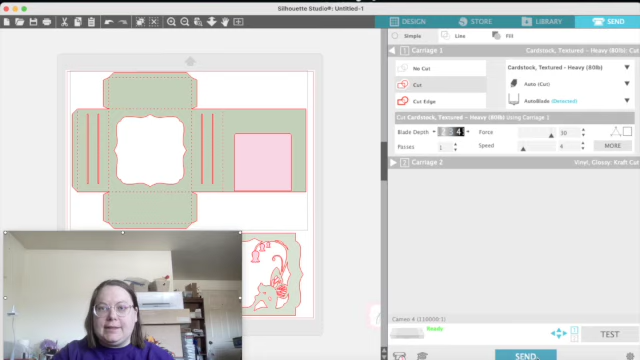 Silhouette Studio®: Untitled-1
DESIGN
STORE
LIBRARY
SEND
Simple
Line
Fill
1 Carriage 1
Cardstock, Textured - Heavy (80lb): Cut
No Cut
Cut
Cut Edge
Cardstock, Textured - Heavy (80lb)
Auto (Cut)
AutoBlade (Detected)
Cut Cardstock, Textured - Heavy (80lb) using Carriage 1
Blade Depth
4
Force
30
Passes
1
Speed
4
MORE
2 Carriage 2
Vinyl, Glossy: Kraft Cut
Ready
TEST
SEND